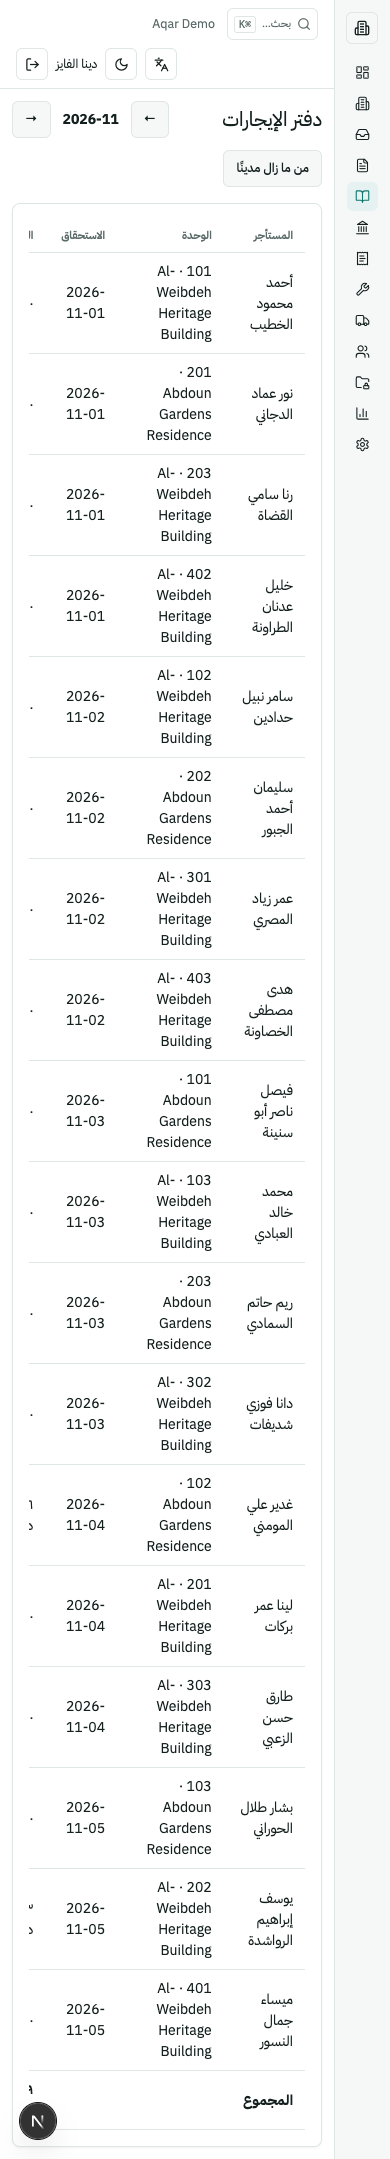 بحث... ⌘K
Aqar Demo
دينا الفايز
دفتر الإيجارات
← 2026-11 →
من ما زال مدينًا
المستأجر الوحدة الاستحقاق
أحمد محمود الخطيب
101 · Al-Weibdeh Heritage Building
2026-11-01
نور عماد الدجاني
201 · Abdoun Gardens Residence
2026-11-01
رنا سامي القضاة
203 · Al-Weibdeh Heritage Building
2026-11-01
خليل عدنان الطراونة
402 · Al-Weibdeh Heritage Building
2026-11-01
سامر نبيل حدادين
102 · Al-Weibdeh Heritage Building
2026-11-02
سليمان أحمد الجبور
202 · Abdoun Gardens Residence
2026-11-02
عمر زياد المصري
301 · Al-Weibdeh Heritage Building
2026-11-02
هدى مصطفى الخصاونة
403 · Al-Weibdeh Heritage Building
2026-11-02
فيصل ناصر أبو سنينة
101 · Abdoun Gardens Residence
2026-11-03
محمد خالد العبادي
103 · Al-Weibdeh Heritage Building
2026-11-03
ريم حاتم السمادي
203 · Abdoun Gardens Residence
2026-11-03
دانا فوزي شديفات
302 · Al-Weibdeh Heritage Building
2026-11-03
غدير علي المومني
102 · Abdoun Gardens Residence
2026-11-04
لينا عمر بركات
201 · Al-Weibdeh Heritage Building
2026-11-04
طارق حسن الزعبي
303 · Al-Weibdeh Heritage Building
2026-11-04
بشار طلال الحوراني
103 · Abdoun Gardens Residence
2026-11-05
يوسف إبراهيم الرواشدة
202 · Al-Weibdeh Heritage Building
2026-11-05
ميساء جمال النسور
401 · Al-Weibdeh Heritage Building
2026-11-05
المجموع
N